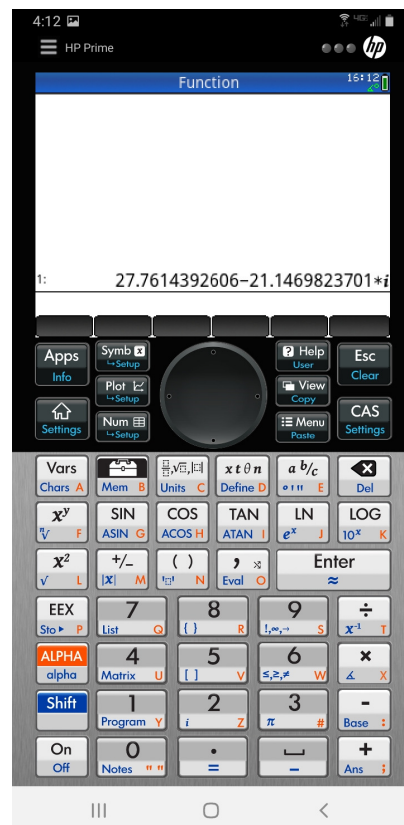 4:12
HP Prime hp
Function 16:12
1: 27.7614392606−21.1469823701*i
Apps Symb x Help Esc
Info ↳Setup User Clear
Plot View
↳Setup Copy
Num Menu CAS
Settings ↳Setup Paste Settings
Vars x t θ n a b/c
Chars A Mem B Units C Define D E Del
xʸ SIN COS TAN LN LOG
ⁿ√ F ASIN G ACOS H ATAN I eˣ J 10ˣ K
x² +/− ( ) , Enter
√ L |x| M '□' N Eval O ≈
EEX 7 8 9 ÷
Sto ▸ P List Q { } R !,∞,→ S x⁻¹ T
ALPHA 4 5 6 ×
alpha Matrix U [ ] V ≤,≥,≠ W ∡ X
Shift 1 2 3 -
Program Y i Z π # Base :
On 0 . ⎵
Off Notes " " = _ Ans ;
+